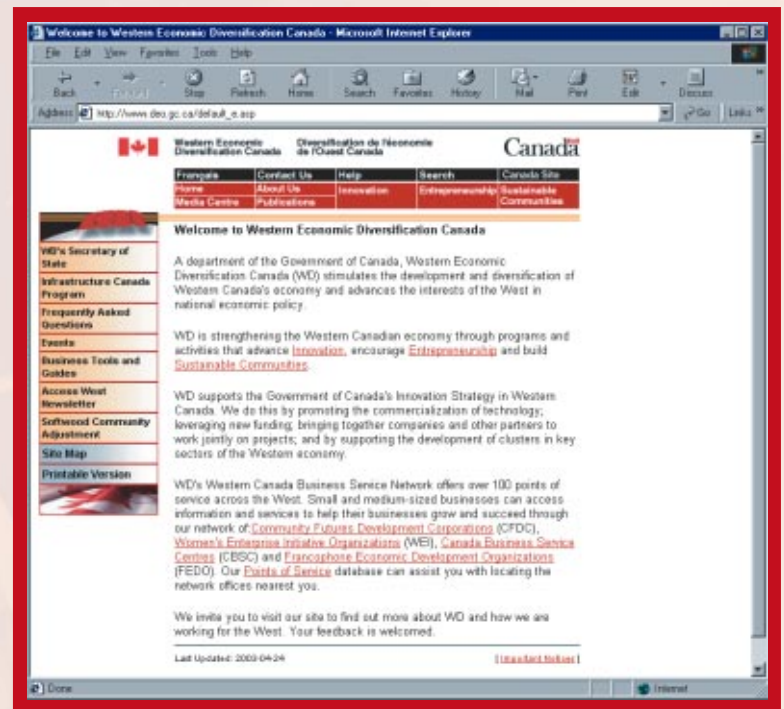 Welcome to Western Economic Diversification Canada - Microsoft Internet Explorer
File Edit View Favorites Tools Help
Back Forward Stop Refresh Home Search Favorites History Mail Print Edit Discuss
Address http://www.deo.gc.ca/default_e.asp Go Links
Western Economic Diversification de l'économie
Diversification Canada de l'Ouest Canada
Canada
Français Contact Us Help Search Canada Site
Home About Us Innovation Entrepreneurship Sustainable
Media Centre Publications Communities
WD's Secretary of
State
Infrastructure Canada
Program
Frequently Asked
Questions
Events
Business Tools and
Guides
Access West
Newsletter
Softwood Community
Adjustment
Site Map
Printable Version
Welcome to Western Economic Diversification Canada
A department of the Government of Canada, Western Economic
Diversification Canada (WD) stimulates the development and diversification of
Western Canada's economy and advances the interests of the West in
national economic policy.
WD is strengthening the Western Canadian economy through programs and
activities that advance Innovation, encourage Entrepreneurship and build
Sustainable Communities.
WD supports the Government of Canada's Innovation Strategy in Western
Canada. We do this by promoting the commercialization of technology;
leveraging new funding; bringing together companies and other partners to
work jointly on projects; and by supporting the development of clusters in key
sectors of the Western economy.
WD's Western Canada Business Service Network offers over 100 points of
service across the West. Small and medium-sized businesses can access
information and services to help their businesses grow and succeed through
our network of Community Futures Development Corporations (CFDC),
Women's Enterprise Initiative Organizations (WEI), Canada Business Service
Centres (CBSC) and Francophone Economic Development Organizations
(FEDO). Our Points of Service database can assist you with locating the
network offices nearest you.
We invite you to visit our site to find out more about WD and how we are
working for the West. Your feedback is welcomed.
Last Updated: 2003-04-24 [ Important Notices ]
Done Internet